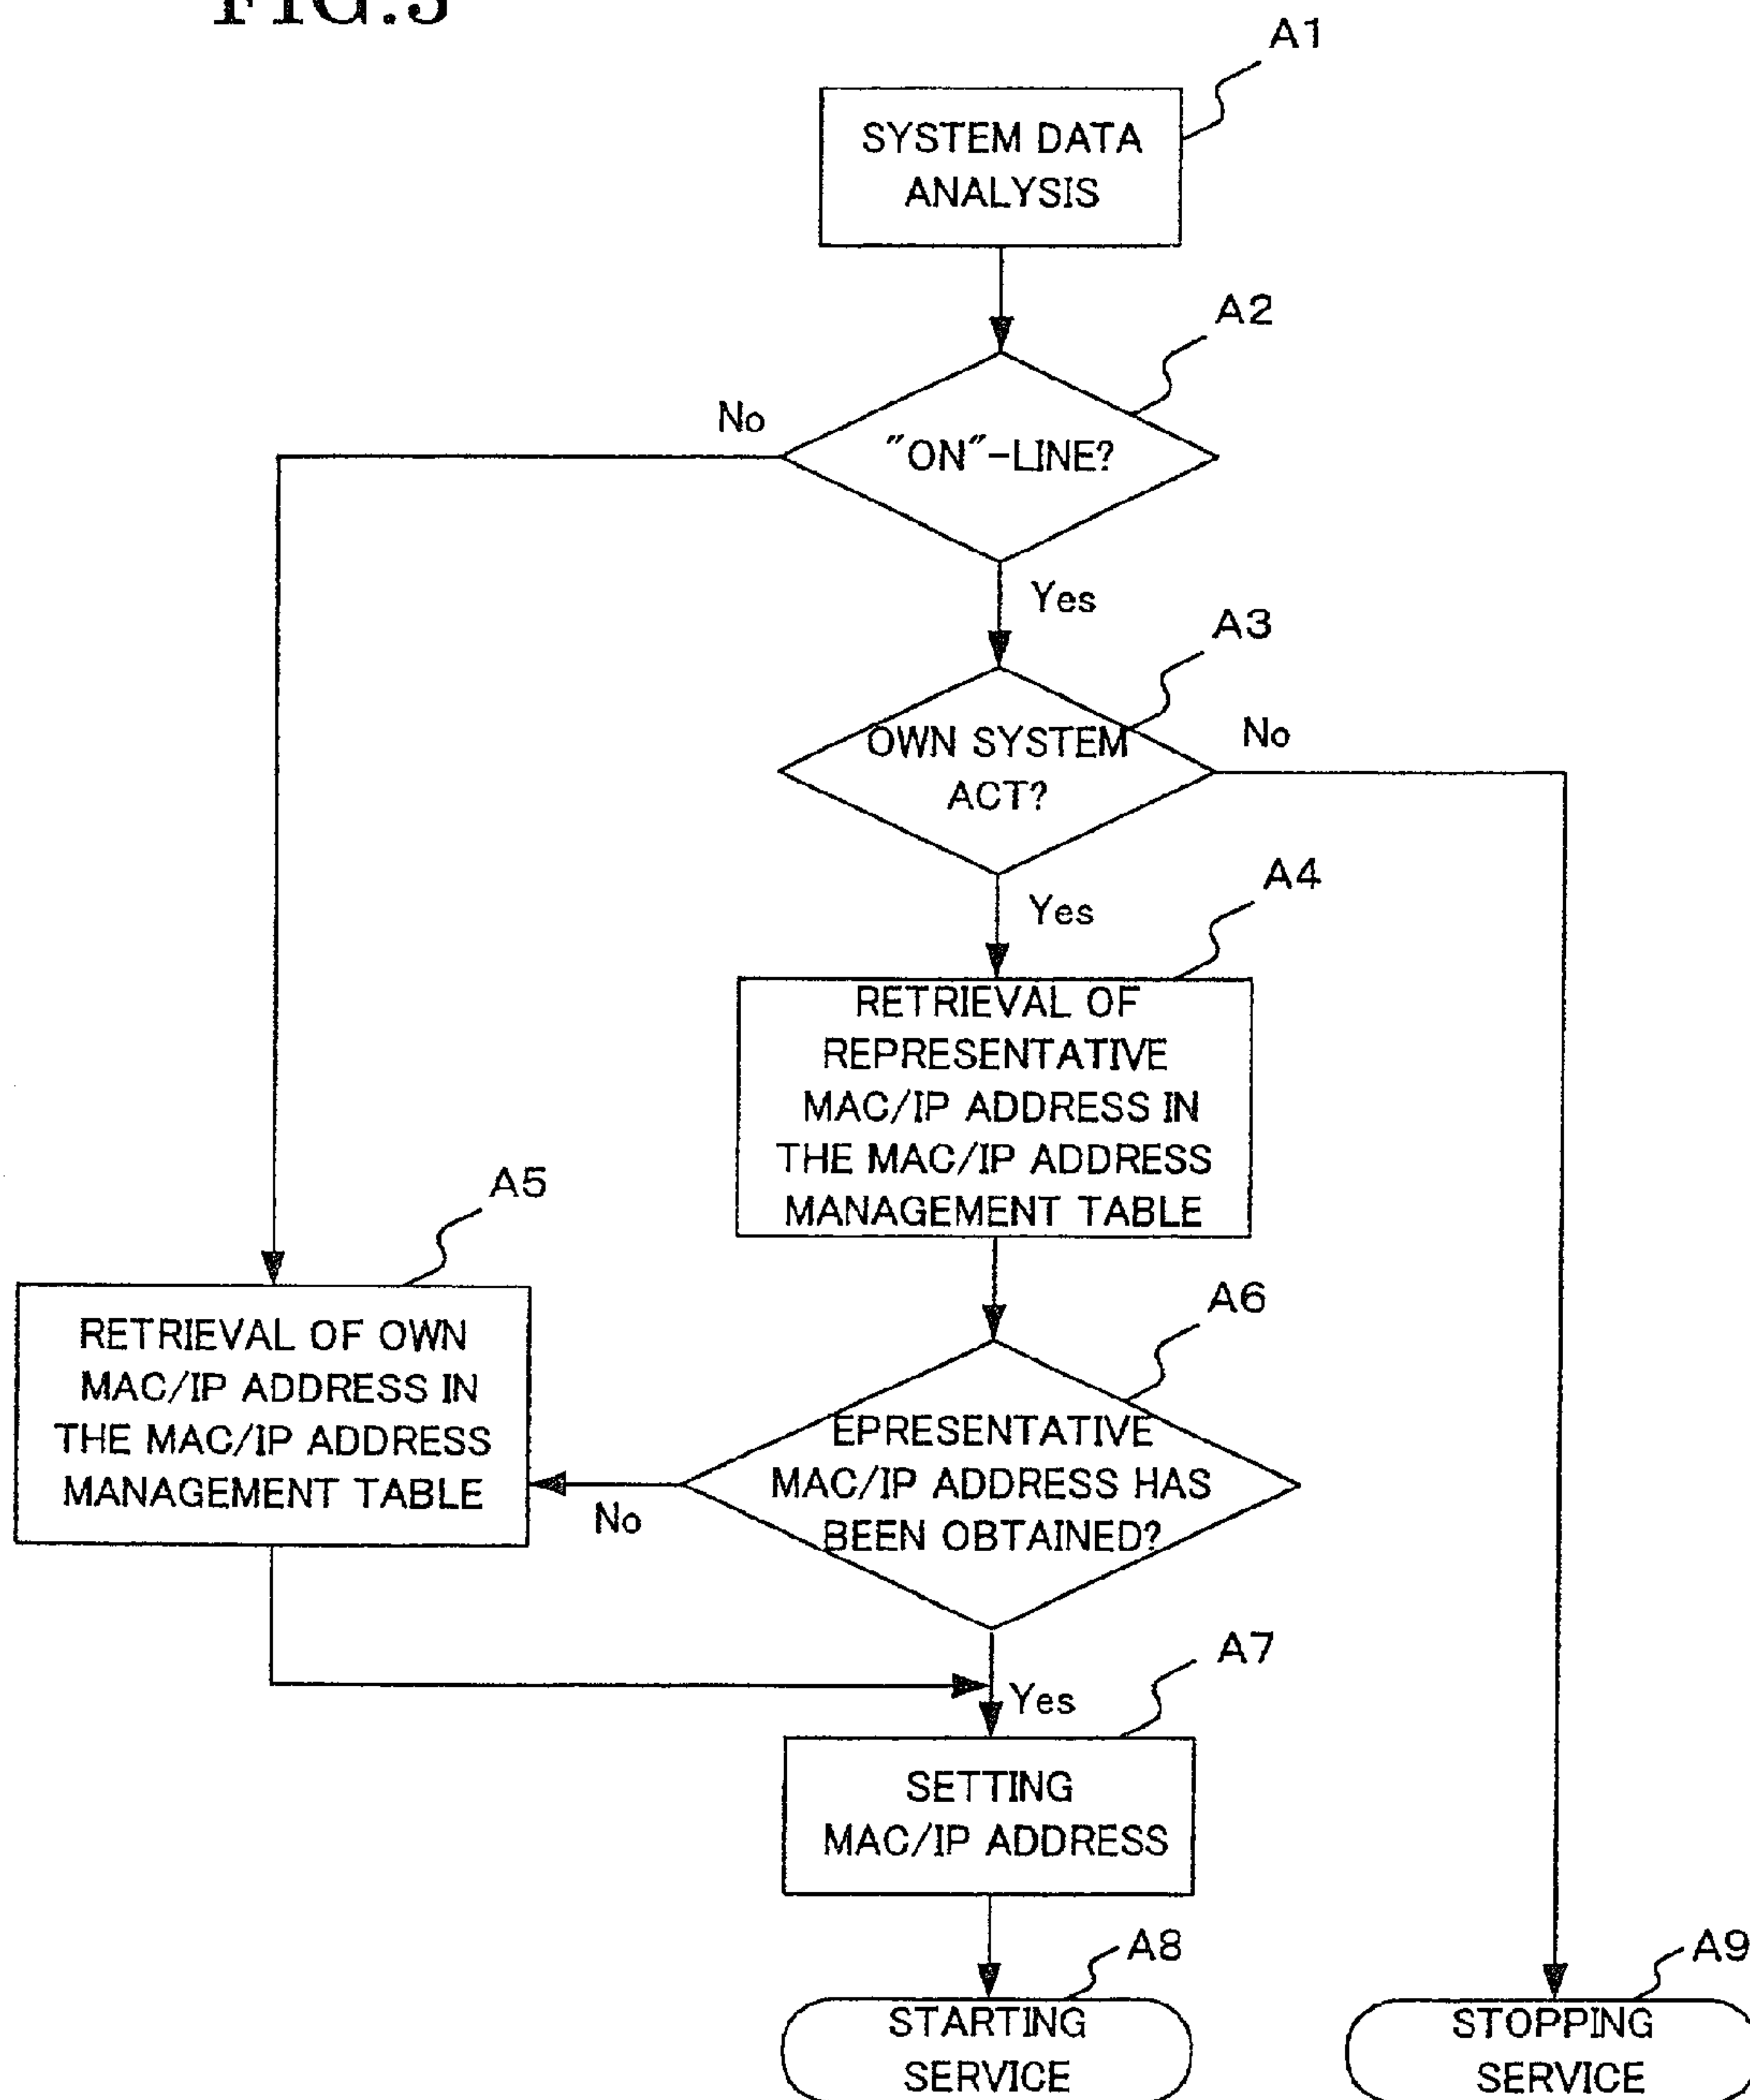 FIG.
A1
SYSTEM DATA
ANALYSIS
A2
No
"ON"-LINE?
Yes
A3
OWN SYSTEM
ACT?
No
Yes
A4
RETRIEVAL OF
REPRESENTATIVE
MAC/IP ADDRESS IN
THE MAC/IP ADDRESS
MANAGEMENT TABLE
A5
RETRIEVAL OF OWN
MAC/IP ADDRESS IN
THE MAC/IP ADDRESS
MANAGEMENT TABLE
A6
EPRESENTATIVE
MAC/IP ADDRESS HAS
BEEN OBTAINED?
No
Yes
A7
SETTING
MAC/IP ADDRESS
A8
STARTING
SERVICE
A9
STOPPING
SERVICE